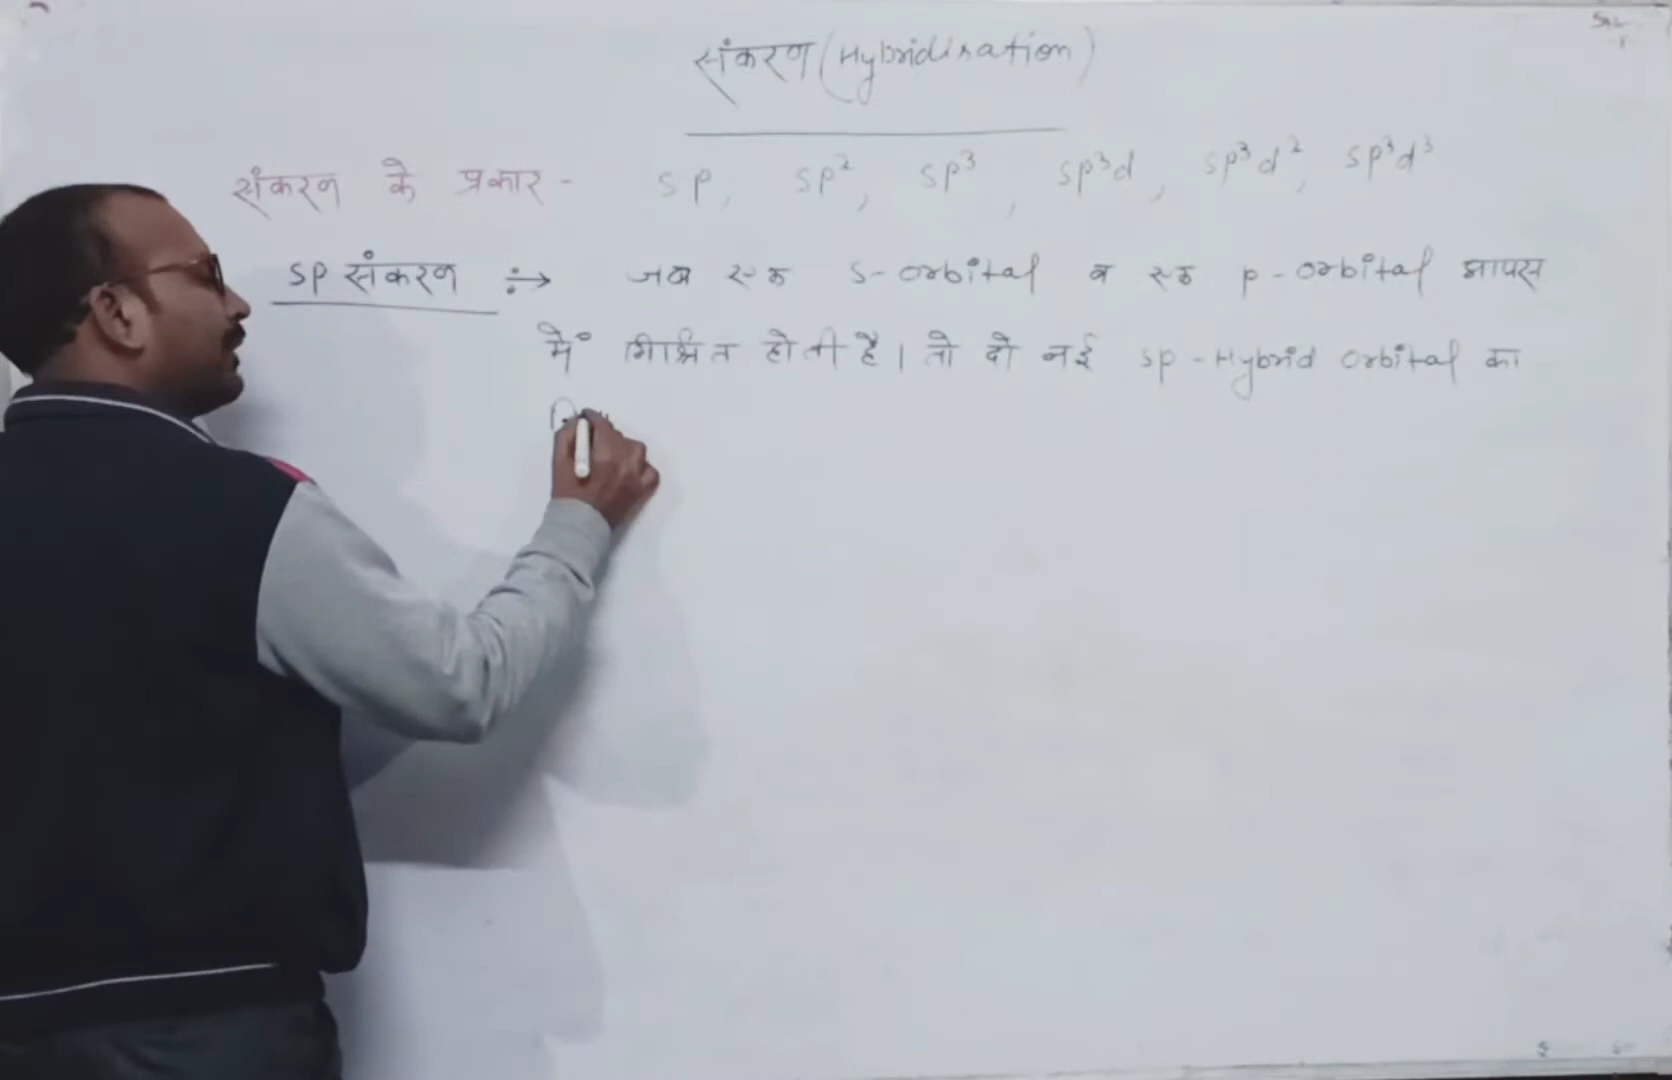 संकरण (Hybridisation)
संकरण के प्रकार - sp, sp², sp³, sp³d, sp³d², sp³d³
sp संकरण ÷→ जब एक s-orbital व एक p-orbital आपस
में मिश्रित होती है। तो दो नई sp-Hybrid orbital का